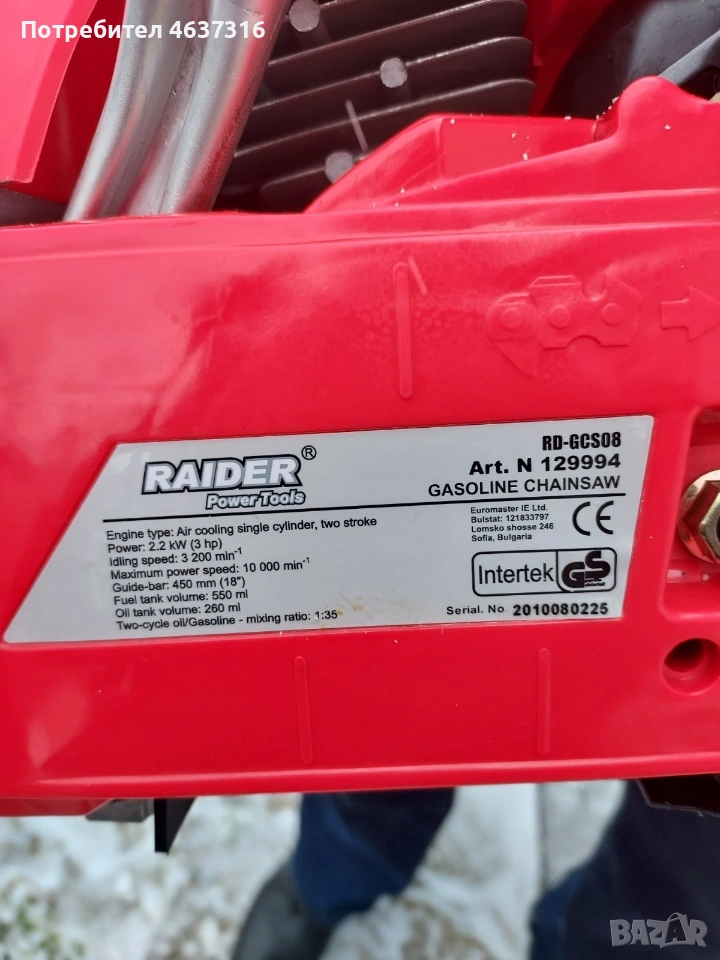 Потребител 4637316
RAIDER®
Power Tools
RD-GCS08
Art. N 129994
GASOLINE CHAINSAW
Engine type: Air cooling single cylinder, two stroke
Power: 2.2 kW (3 hp)
Idling speed: 3 200 min⁻¹
Maximum power speed: 10 000 min⁻¹
Guide-bar: 450 mm (18")
Fuel tank volume: 550 ml
Oil tank volume: 260 ml
Two-cycle oil/Gasoline - mixing ratio: 1:35
Euromaster IE Ltd.
Bulstat: 121833797
Lomsko shosse 246
Sofia, Bulgaria
CE
Intertek GS
Serial. No. 2010080225
BAZAR